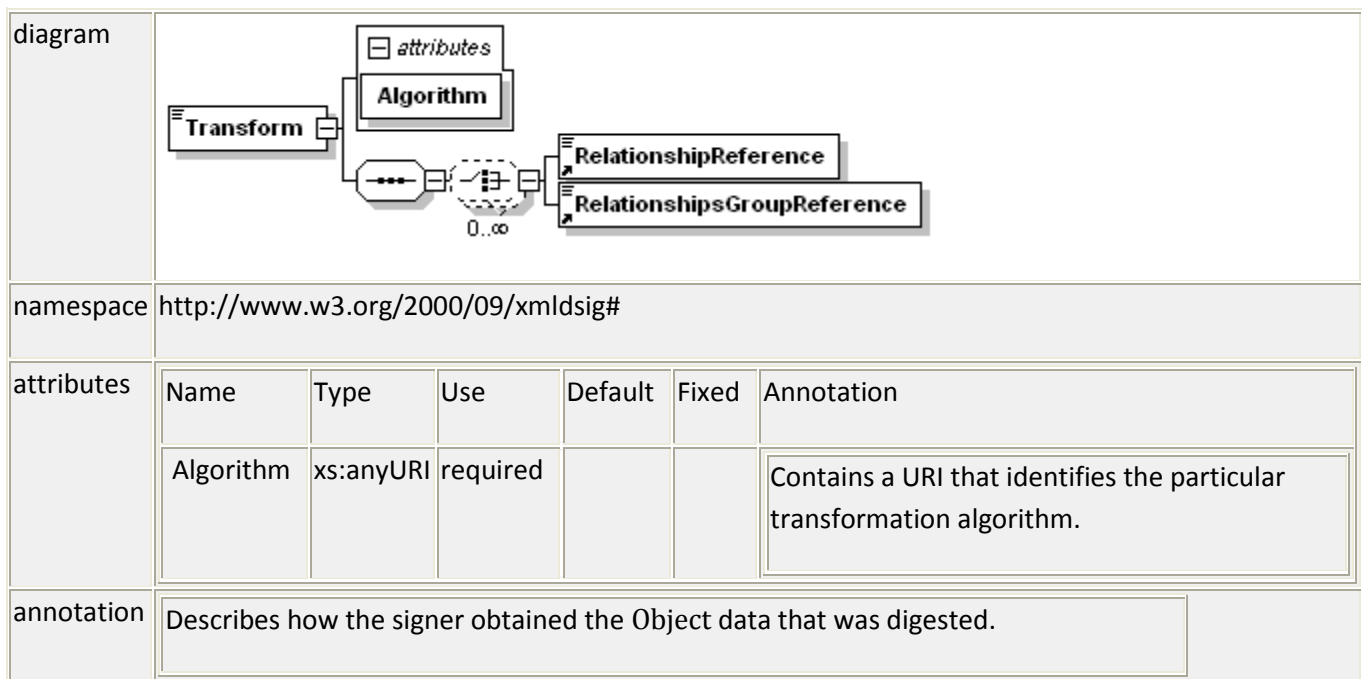 diagram
attributes
Algorithm
Transform
RelationshipReference
RelationshipsGroupReference
0..∞
namespace http://www.w3.org/2000/09/xmldsig#
attributes
Name Type Use Default Fixed Annotation
Algorithm xs:anyURI required Contains a URI that identifies the particular
transformation algorithm.
annotation Describes how the signer obtained the Object data that was digested.